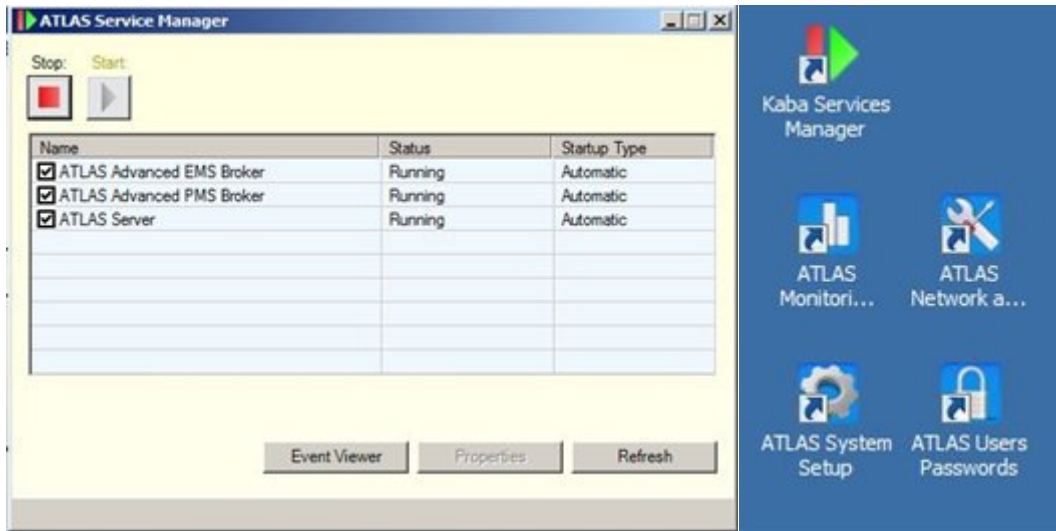 ATLAS Service Manager
Stop: Start:
Name Status Startup Type
ATLAS Advanced EMS Broker Running Automatic
ATLAS Advanced PMS Broker Running Automatic
ATLAS Server Running Automatic
Event Viewer Properties Refresh
Kaba Services
Manager
ATLAS ATLAS
Monitori... Network a...
ATLAS System ATLAS Users
Setup Passwords